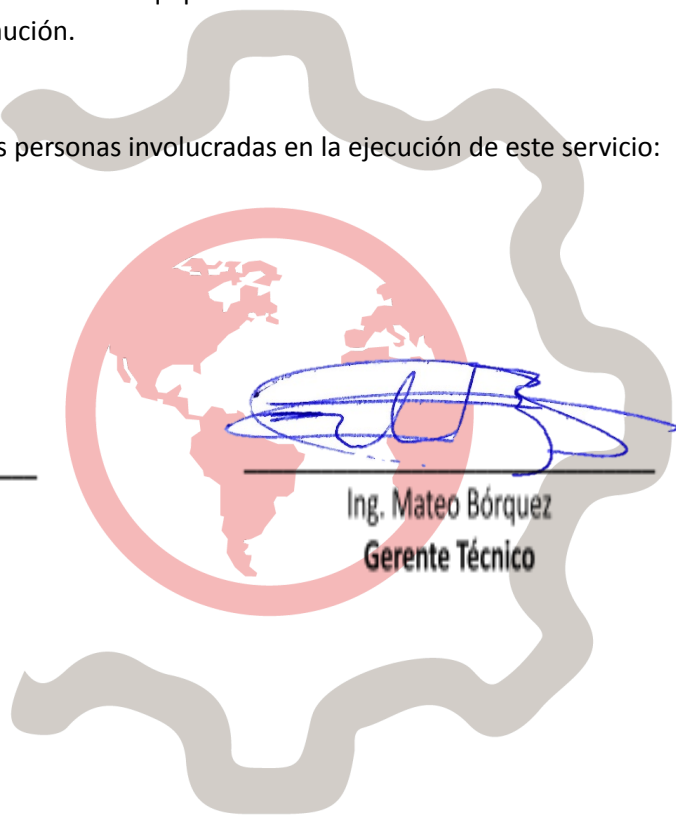 nución.
s personas involucradas en la ejecución de este servicio:
Ing. Mateo Bórquez
Gerente Técnico